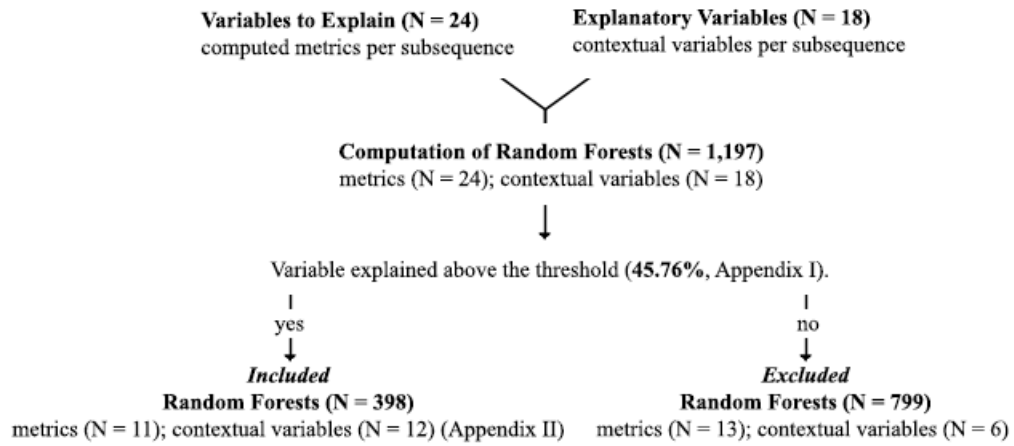 Variables to Explain (N = 24)
computed metrics per subsequence
Explanatory Variables (N = 18)
contextual variables per subsequence
Computation of Random Forests (N = 1,197)
metrics (N = 24); contextual variables (N = 18)
Variable explained above the threshold (45.76%, Appendix I).
yes
no
Included
Random Forests (N = 398)
metrics (N = 11); contextual variables (N = 12) (Appendix II)
Excluded
Random Forests (N = 799)
metrics (N = 13); contextual variables (N = 6)